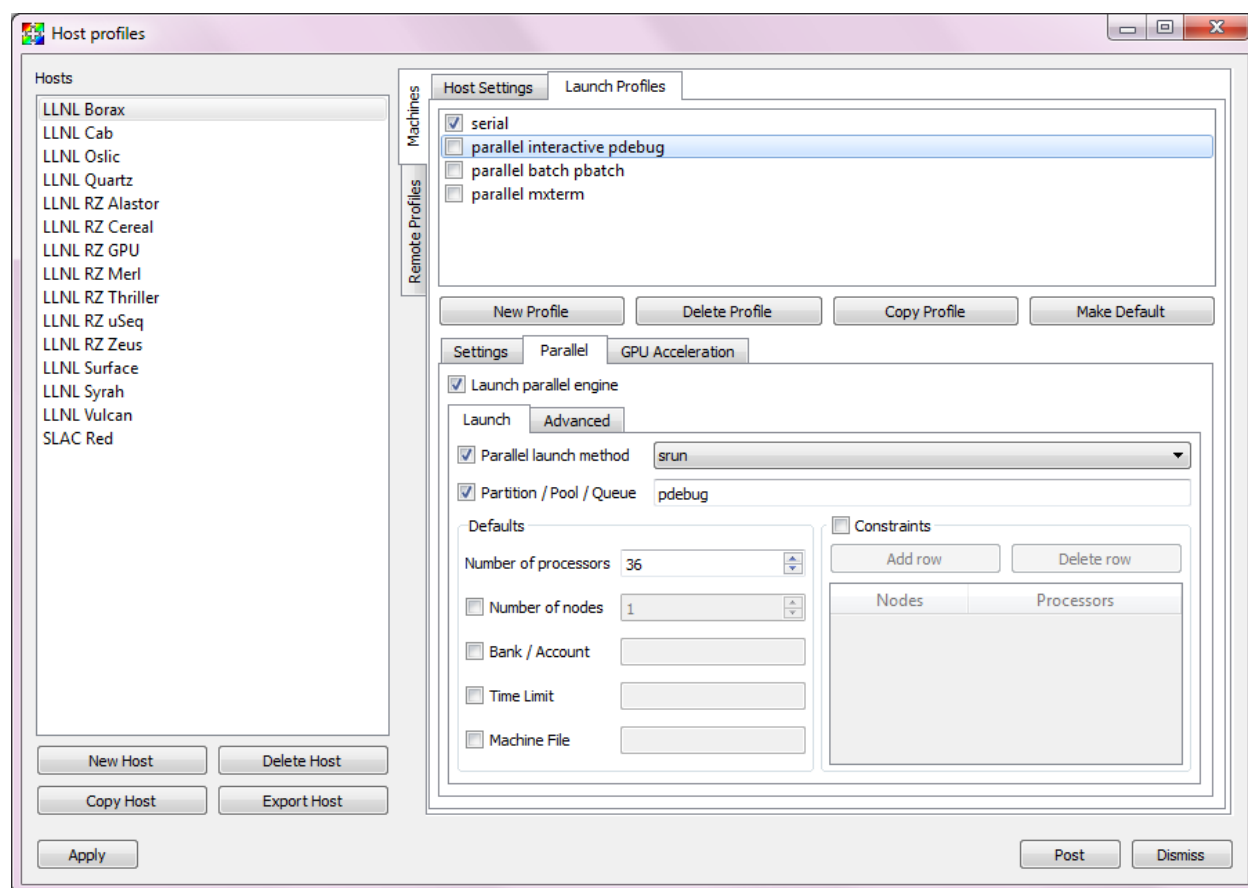 Host profiles
Hosts
LLNL Borax
LLNL Cab
LLNL Oslic
LLNL Quartz
LLNL RZ Alastor
LLNL RZ Cereal
LLNL RZ GPU
LLNL RZ Merl
LLNL RZ Thriller
LLNL RZ uSeq
LLNL RZ Zeus
LLNL Surface
LLNL Syrah
LLNL Vulcan
SLAC Red
New Host Delete Host
Copy Host Export Host
Machines
Remote Profiles
Host Settings Launch Profiles
serial
parallel interactive pdebug
parallel batch pbatch
parallel mxterm
New Profile Delete Profile Copy Profile Make Default
Settings Parallel GPU Acceleration
Launch parallel engine
Launch Advanced
Parallel launch method srun
Partition / Pool / Queue pdebug
Defaults
Number of processors 36
Number of nodes 1
Bank / Account
Time Limit
Machine File
Constraints
Add row Delete row
Nodes Processors
Apply Post Dismiss